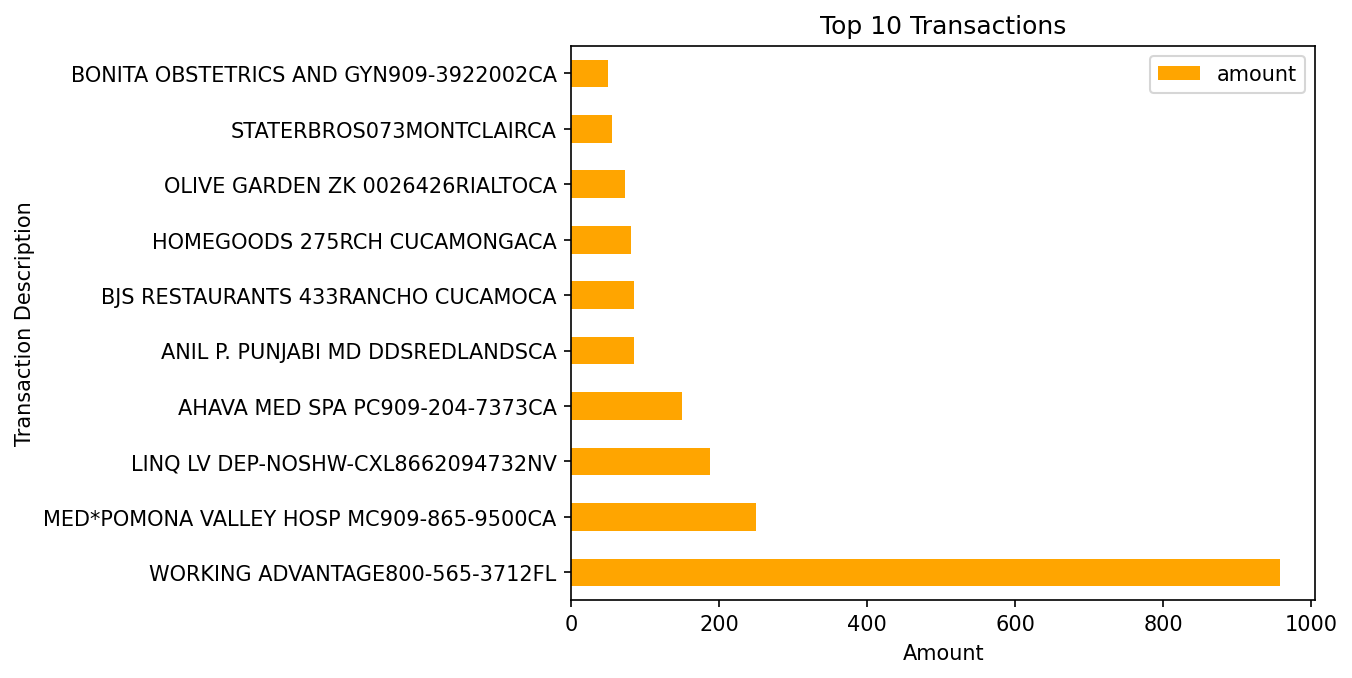 Top 10 Transactions
amount
Transaction Description
BONITA OBSTETRICS AND GYN909-3922002CA
STATERBROS073MONTCLAIRCA
OLIVE GARDEN ZK 0026426RIALTOCA
HOMEGOODS 275RCH CUCAMONGACA
BJS RESTAURANTS 433RANCHO CUCAMOCA
ANIL P. PUNJABI MD DDSREDLANDSCA
AHAVA MED SPA PC909-204-7373CA
LINQ LV DEP-NOSHW-CXL8662094732NV
MED*POMONA VALLEY HOSP MC909-865-9500CA
WORKING ADVANTAGE800-565-3712FL
0 200 400 600 800 1000
Amount